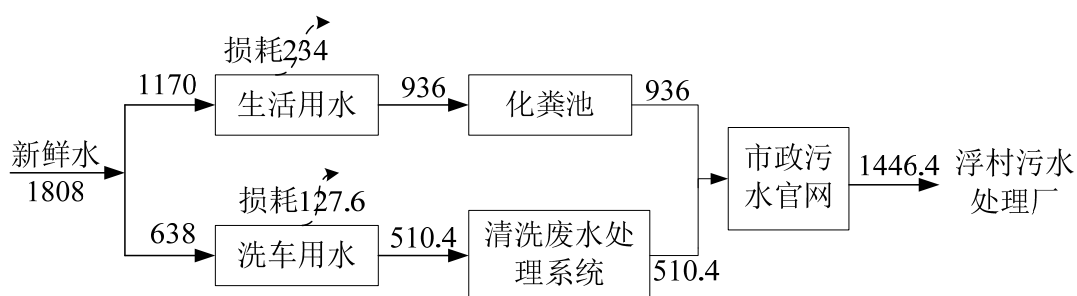 损耗234
1170
生活用水
936
化粪池
936
新鲜水
1808
市政污
水官网
1446.4
浮村污水
处理厂
损耗127.6
638
洗车用水
510.4
清洗废水处
理系统
510.4